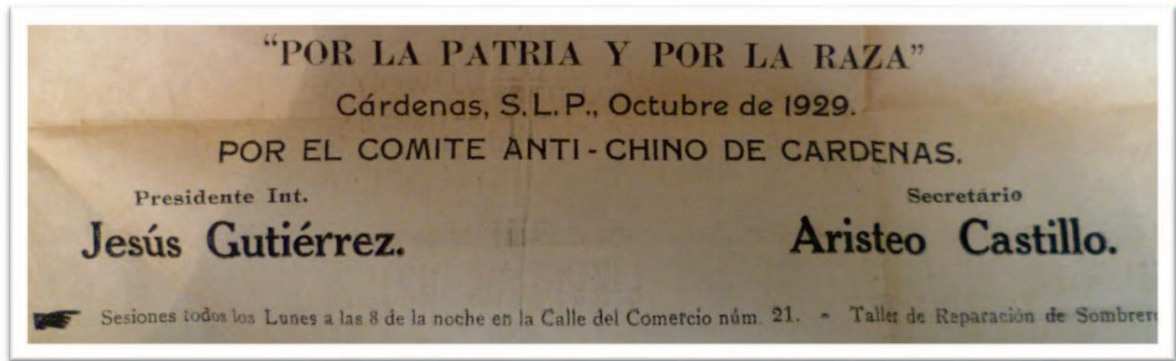 “POR LA PATRIA Y POR LA RAZA”
Cárdenas, S.L.P., Octubre de 1929.
POR EL COMITE ANTI-CHINO DE CARDENAS.
Presidente Int.
Secretário
Jesús Gutiérrez.
Aristeo Castillo.
Sesiones todos los Lunes a las 8 de la noche en la Calle del Comercio núm. 21. - Taller de Reparación de Sombrero